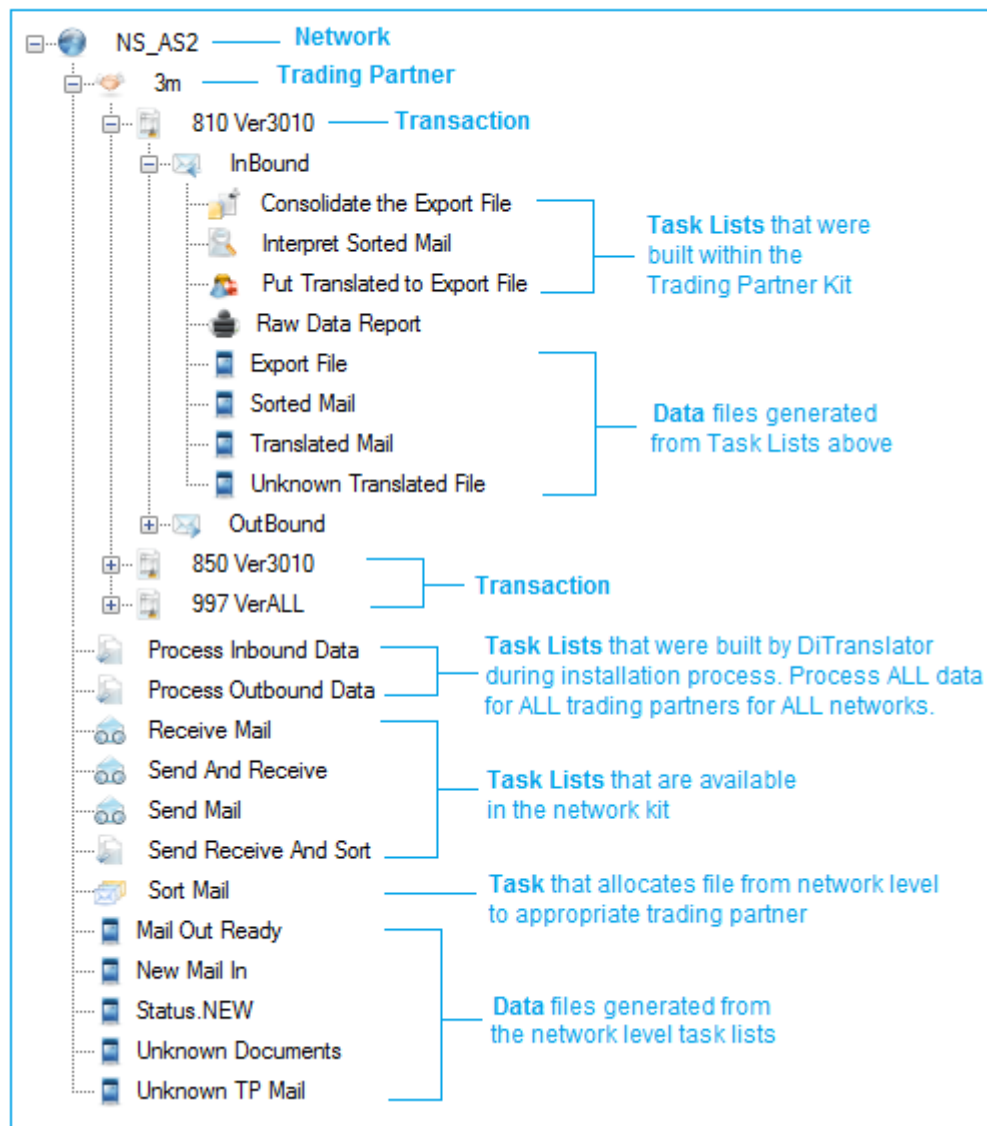 NS_AS2 Network
3m Trading Partner
810 Ver3010 Transaction
InBound
Consolidate the Export File
Interpret Sorted Mail
Put Translated to Export File
Task Lists that were
built within the
Trading Partner Kit
Raw Data Report
Export File
Sorted Mail
Translated Mail
Unknown Translated File
Data files generated
from Task Lists above
OutBound
850 Ver3010
997 VerALL
Transaction
Process Inbound Data
Process Outbound Data
Task Lists that were built by DiTranslator
during installation process. Process ALL data
for ALL trading partners for ALL networks.
Receive Mail
Send And Receive
Send Mail
Send Receive And Sort
Task Lists that are available
in the network kit
Sort Mail
Task that allocates file from network level
to appropriate trading partner
Mail Out Ready
New Mail In
Status.NEW
Unknown Documents
Unknown TP Mail
Data files generated from
the network level task lists